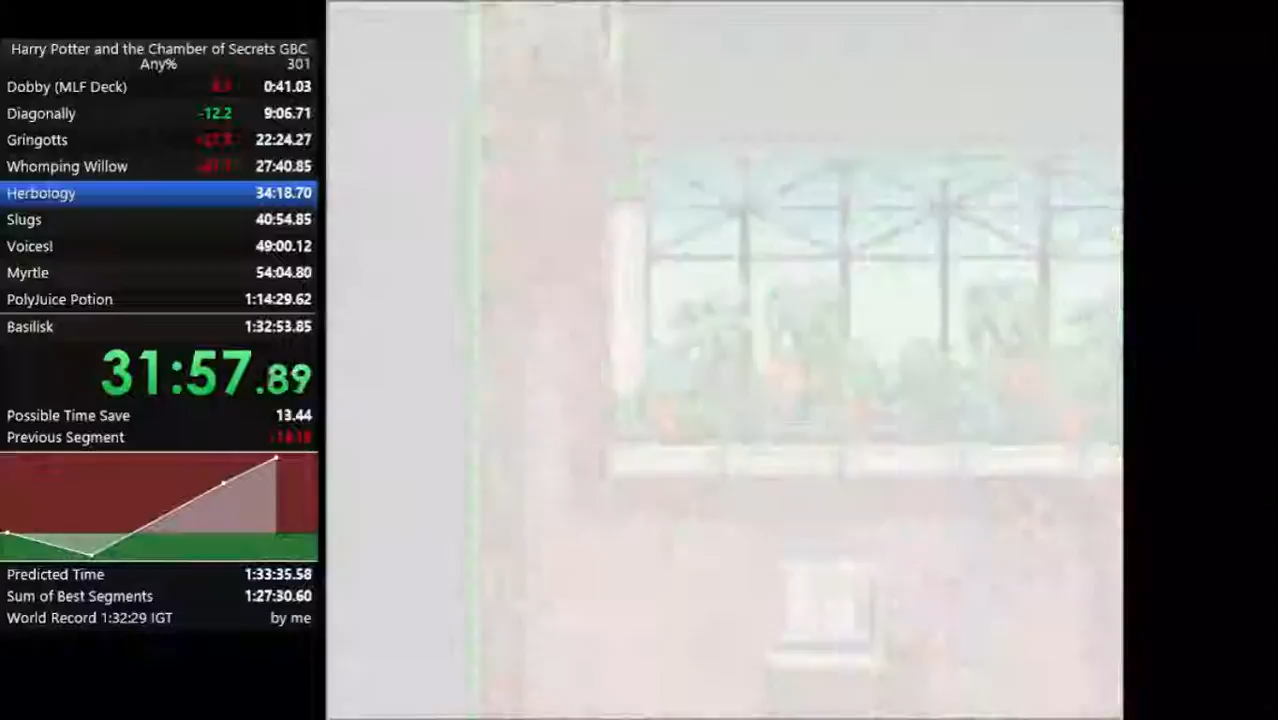 Harry Potter and the Chamber of Secrets GBC
Any% 301
Dobby (MLF Deck) 0:41.03
Diagonally -12.2 9:06.71
Gringotts 22:24.27
Whomping Willow 27:40.85
Herbology 34:18.70
Slugs 40:54.85
Voices! 49:00.12
Myrtle 54:04.80
PolyJuice Potion 1:14:29.62
Basilisk 1:32:53.85
31:57.89
Possible Time Save 13.44
Previous Segment
Predicted Time 1:33:35.58
Sum of Best Segments 1:27:30.60
World Record 1:32:29 IGT by me